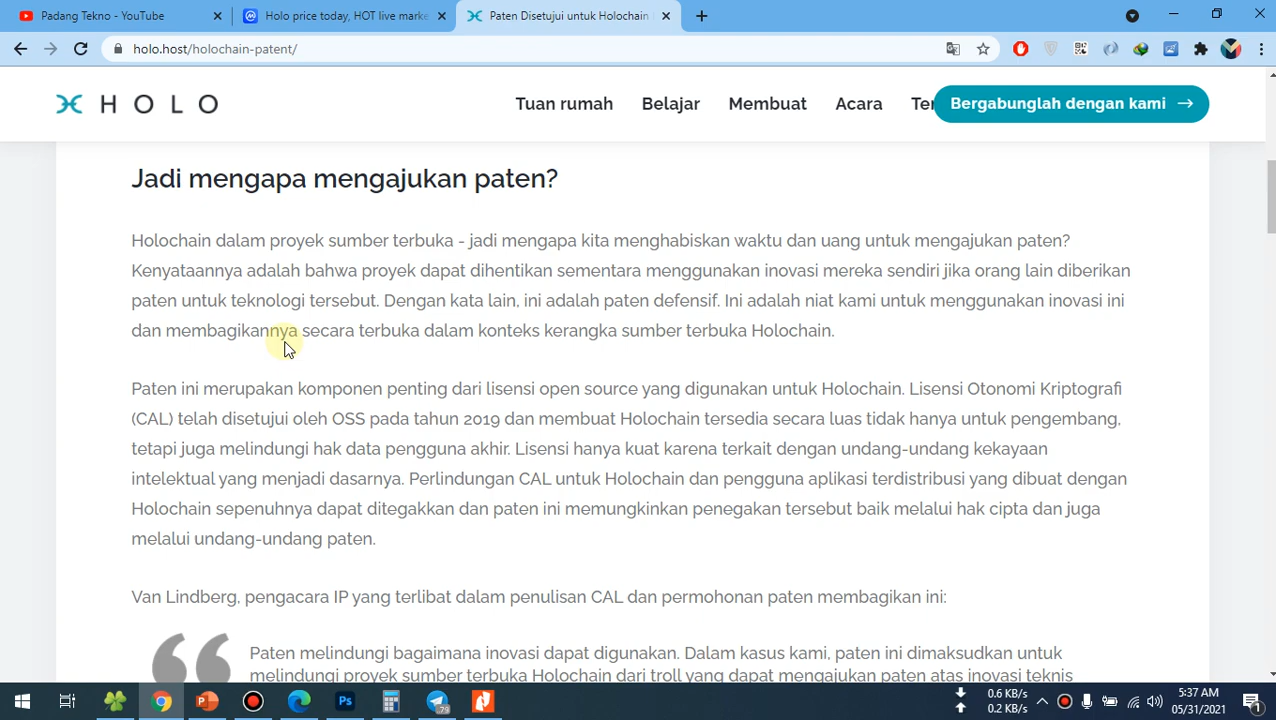 Padang Tekno - YouTube
Holo price today, HOT live marke
Paten Disetujui untuk Holochain
holo.host/holochain-patent/
HOLO
Tuan rumah
Belajar
Membuat
Acara
Ter
Bergabunglah dengan kami →
Jadi mengapa mengajukan paten?
Holochain dalam proyek sumber terbuka - jadi mengapa kita menghabiskan waktu dan uang untuk mengajukan paten?
Kenyataannya adalah bahwa proyek dapat dihentikan sementara menggunakan inovasi mereka sendiri jika orang lain diberikan
paten untuk teknologi tersebut. Dengan kata lain, ini adalah paten defensif. Ini adalah niat kami untuk menggunakan inovasi ini
dan membagikannya secara terbuka dalam konteks kerangka sumber terbuka Holochain.
Paten ini merupakan komponen penting dari lisensi open source yang digunakan untuk Holochain. Lisensi Otonomi Kriptografi
(CAL) telah disetujui oleh OSS pada tahun 2019 dan membuat Holochain tersedia secara luas tidak hanya untuk pengembang,
tetapi juga melindungi hak data pengguna akhir. Lisensi hanya kuat karena terkait dengan undang-undang kekayaan
intelektual yang menjadi dasarnya. Perlindungan CAL untuk Holochain dan pengguna aplikasi terdistribusi yang dibuat dengan
Holochain sepenuhnya dapat ditegakkan dan paten ini memungkinkan penegakan tersebut baik melalui hak cipta dan juga
melalui undang-undang paten.
Van Lindberg, pengacara IP yang terlibat dalam penulisan CAL dan permohonan paten membagikan ini:
Paten melindungi bagaimana inovasi dapat digunakan. Dalam kasus kami, paten ini dimaksudkan untuk
melindungi proyek sumber terbuka Holochain dari troll yang dapat mengajukan paten atas inovasi teknis
0.6 KB/s
0.2 KB/s
5:37 AM
05/31/2021